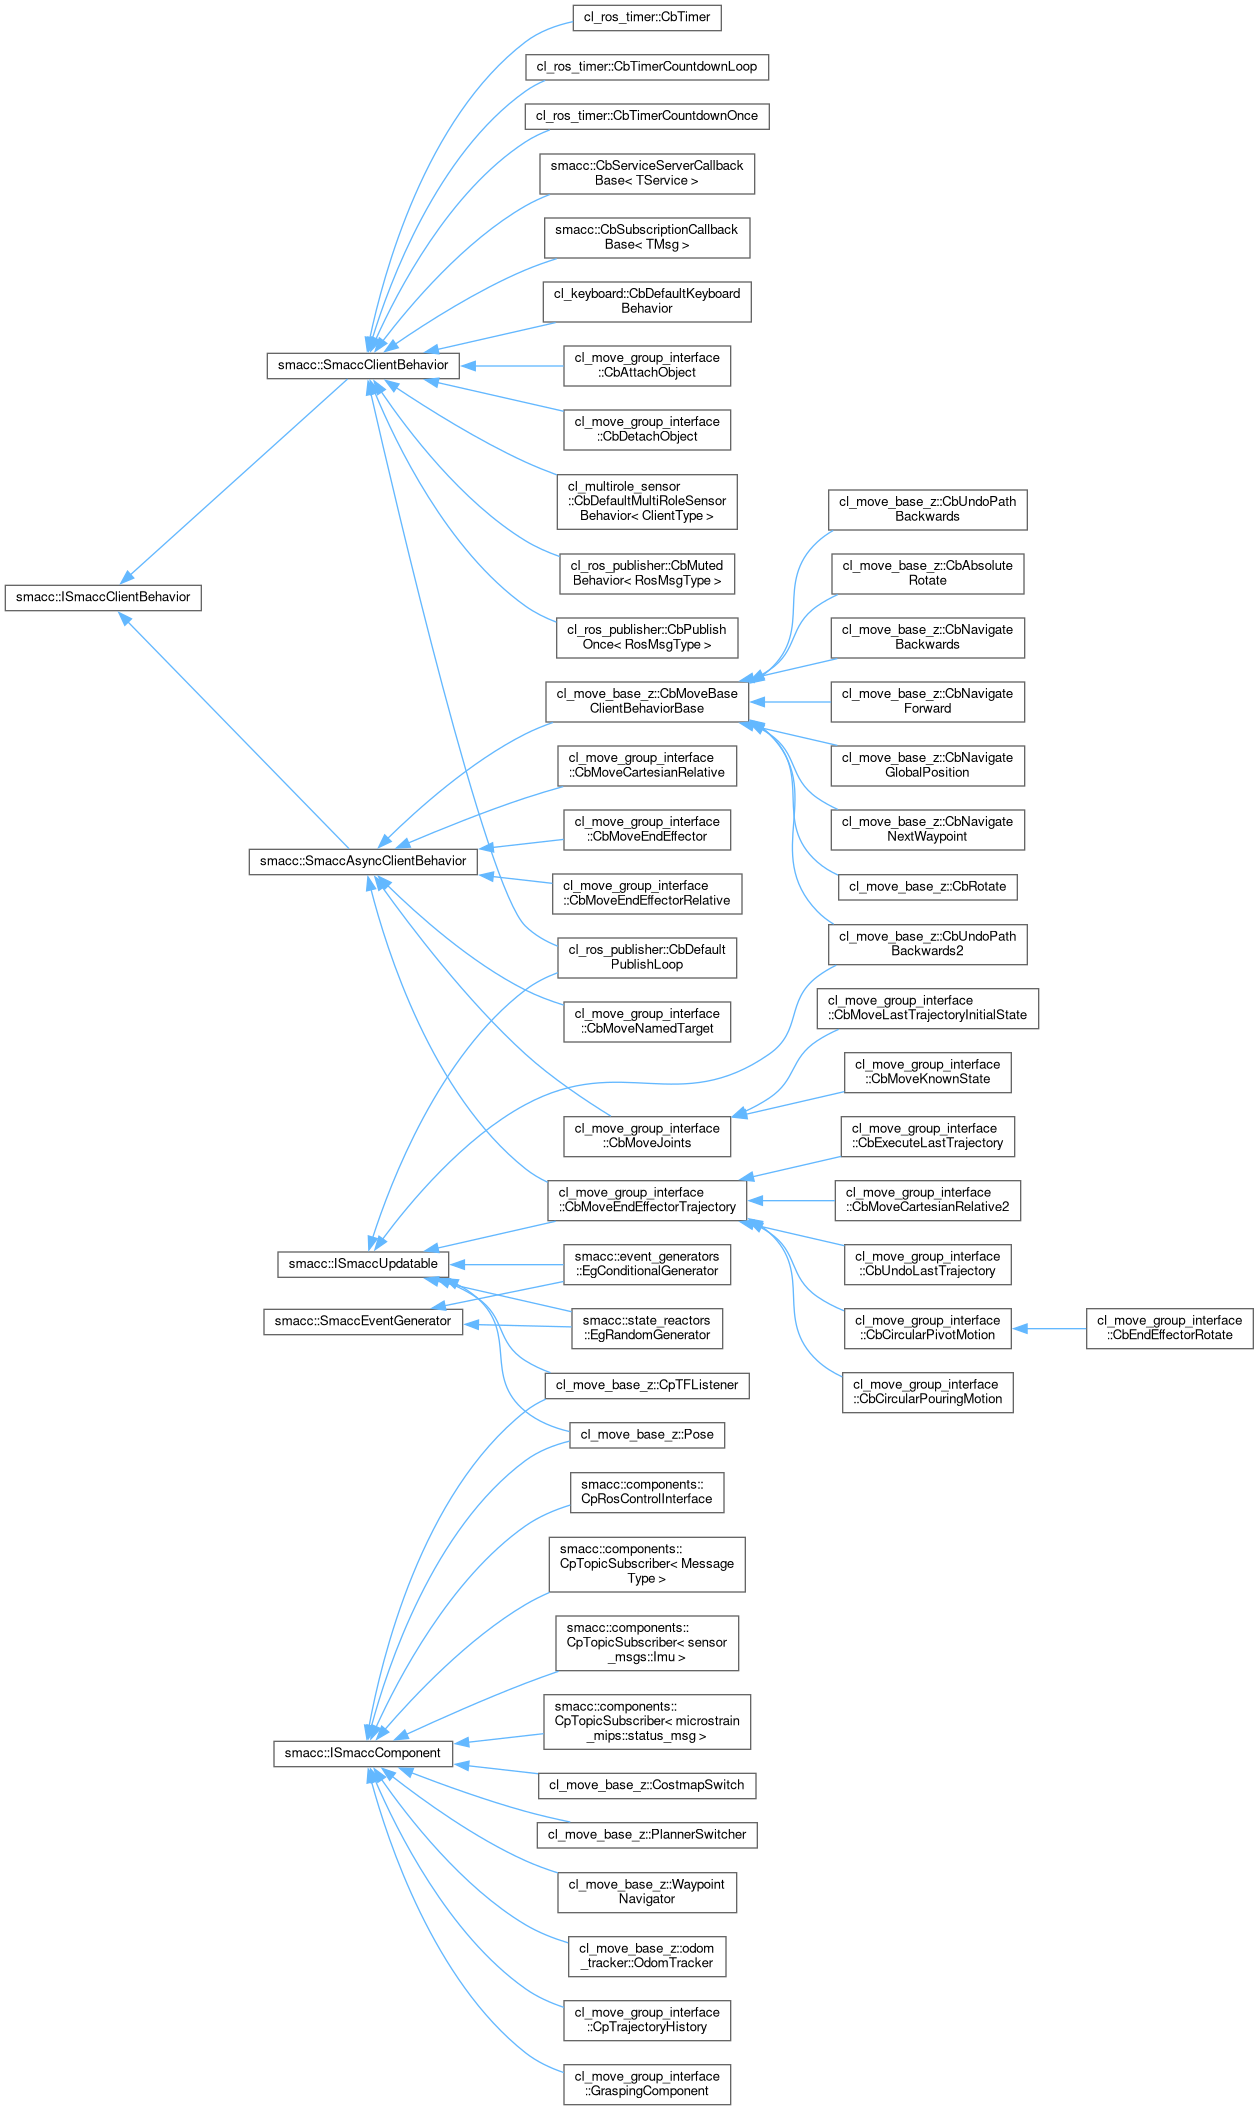 cl_ros_timer::CbTimer
cl_ros_timer::CbTimerCountdownLoop
cl_ros_timer::CbTimerCountdownOnce
smacc::CbServiceServerCallback
Base< TService >
smacc::CbSubscriptionCallback
Base< TMsg >
cl_keyboard::CbDefaultKeyboard
Behavior
smacc::SmaccClientBehavior
cl_move_group_interface
::CbAttachObject
cl_move_group_interface
::CbDetachObject
cl_multirole_sensor
::CbDefaultMultiRoleSensor
Behavior< ClientType >
cl_ros_publisher::CbMuted
Behavior< RosMsgType >
cl_ros_publisher::CbPublish
Once< RosMsgType >
smacc::ISmaccClientBehavior
cl_move_base_z::CbUndoPath
Backwards
cl_move_base_z::CbAbsolute
Rotate
cl_move_base_z::CbNavigate
Backwards
cl_move_base_z::CbMoveBase
ClientBehaviorBase
cl_move_base_z::CbNavigate
Forward
cl_move_base_z::CbNavigate
GlobalPosition
cl_move_group_interface
::CbMoveCartesianRelative
cl_move_group_interface
::CbMoveEndEffector
cl_move_base_z::CbNavigate
NextWaypoint
smacc::SmaccAsyncClientBehavior
cl_move_group_interface
::CbMoveEndEffectorRelative
cl_move_base_z::CbRotate
cl_ros_publisher::CbDefault
PublishLoop
cl_move_base_z::CbUndoPath
Backwards2
cl_move_group_interface
::CbMoveNamedTarget
cl_move_group_interface
::CbMoveLastTrajectoryInitialState
cl_move_group_interface
::CbMoveKnownState
cl_move_group_interface
::CbMoveJoints
cl_move_group_interface
::CbExecuteLastTrajectory
cl_move_group_interface
::CbMoveEndEffectorTrajectory
cl_move_group_interface
::CbMoveCartesianRelative2
smacc::ISmaccUpdatable
smacc::event_generators
::EgConditionalGenerator
cl_move_group_interface
::CbUndoLastTrajectory
smacc::SmaccEventGenerator
smacc::state_reactors
::EgRandomGenerator
cl_move_group_interface
::CbCircularPivotMotion
cl_move_group_interface
::CbEndEffectorRotate
cl_move_base_z::CpTFListener
cl_move_group_interface
::CbCircularPouringMotion
cl_move_base_z::Pose
smacc::components::
CpRosControlInterface
smacc::components::
CpTopicSubscriber< Message
Type >
smacc::components::
CpTopicSubscriber< sensor
_msgs::Imu >
smacc::components::
CpTopicSubscriber< microstrain
_mips::status_msg >
smacc::ISmaccComponent
cl_move_base_z::CostmapSwitch
cl_move_base_z::PlannerSwitcher
cl_move_base_z::Waypoint
Navigator
cl_move_base_z::odom
_tracker::OdomTracker
cl_move_group_interface
::CpTrajectoryHistory
cl_move_group_interface
::GraspingComponent